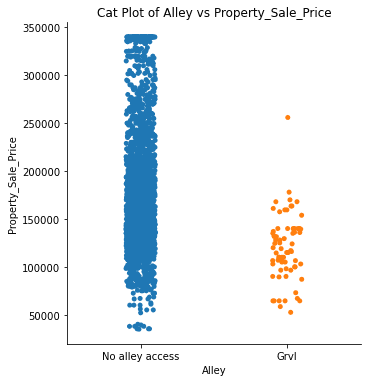 Cat Plot of Alley vs Property_Sale_Price
350000
300000
250000
200000
150000
100000
50000
Property_Sale_Price
No alley access
Grvl
Alley